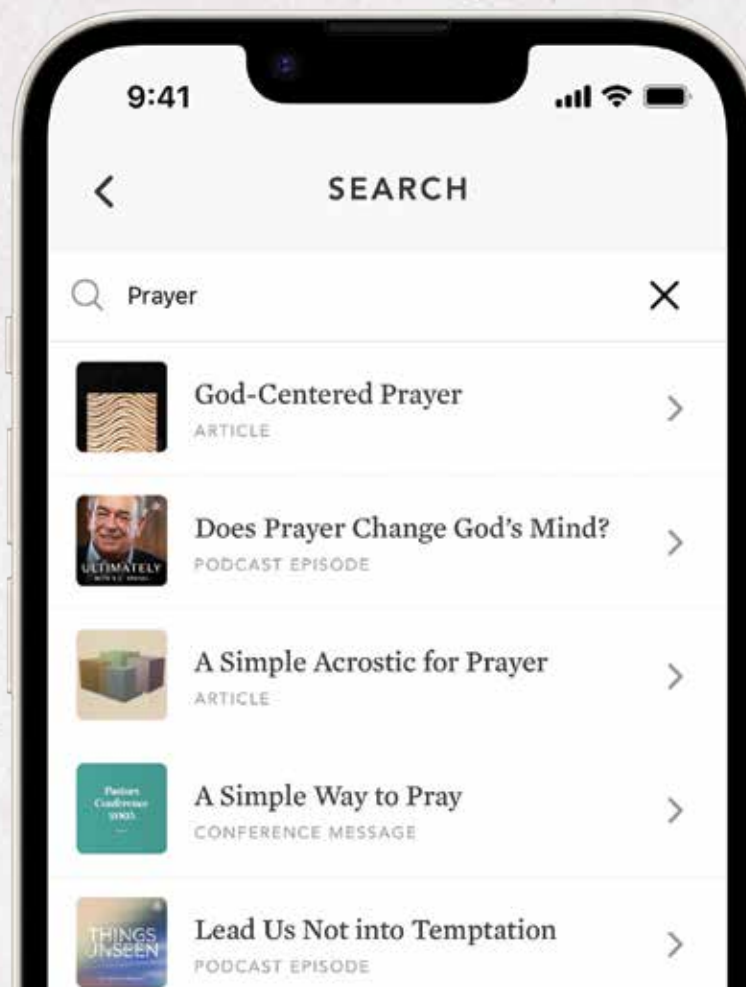 9:41
SEARCH
Prayer
God-Centered Prayer
ARTICLE
Does Prayer Change God's Mind?
PODCAST EPISODE
ULTIMATELY
A Simple Acrostic for Prayer
ARTICLE
A Simple Way to Pray
CONFERENCE MESSAGE
Pastors
Conference
Lead Us Not into Temptation
PODCAST EPISODE
THINGS
UNSEEN